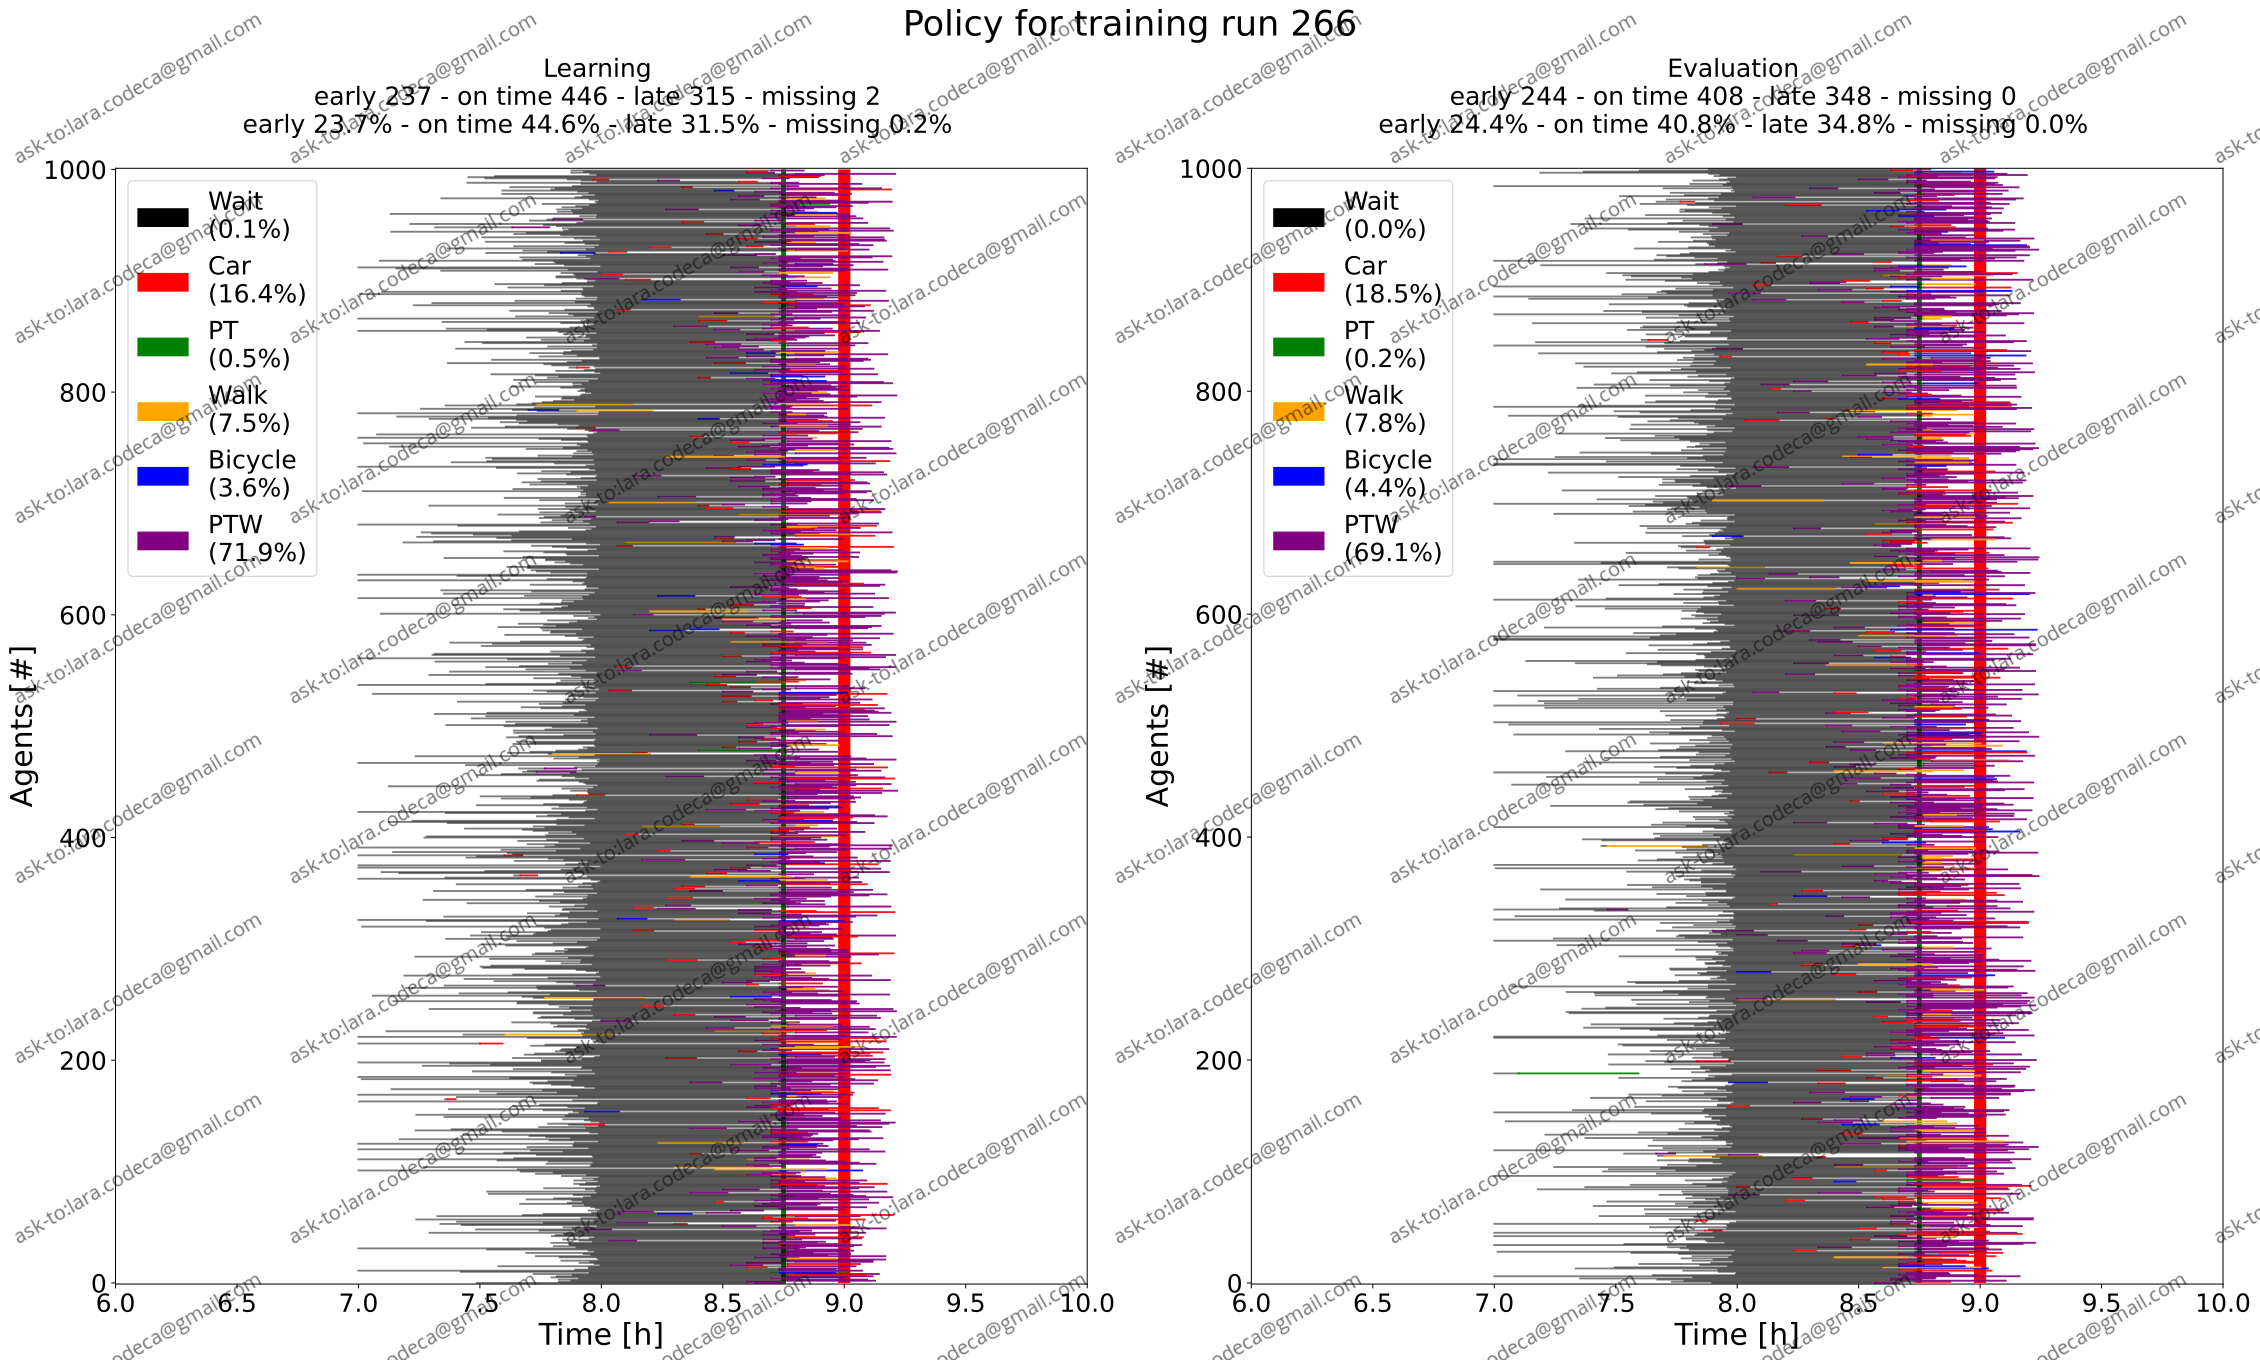 Policy for training run 266
Learning
early 237 - on time 446 - late 315 - missing 2
early 23.7% - on time 44.6% - late 31.5% - missing 0.2%
Wait
(0.1%)
Car
(16.4%)
PT
(0.5%)
Walk
(7.5%)
Bicycle
(3.6%)
PTW
(71.9%)
1000
800
600
400
200
0
Agents [#]
6.0 6.5 7.0 7.5 8.0 8.5 9.0 9.5 10.0
Time [h]
Evaluation
early 244 - on time 408 - late 348 - missing 0
early 24.4% - on time 40.8% - late 34.8% - missing 0.0%
Wait
(0.0%)
Car
(18.5%)
PT
(0.2%)
Walk
(7.8%)
Bicycle
(4.4%)
PTW
(69.1%)
1000
800
600
400
200
0
Agents [#]
6.0 6.5 7.0 7.5 8.0 8.5 9.0 9.5 10.0
Time [h]
ask-to:lara.codeca@gmail.com